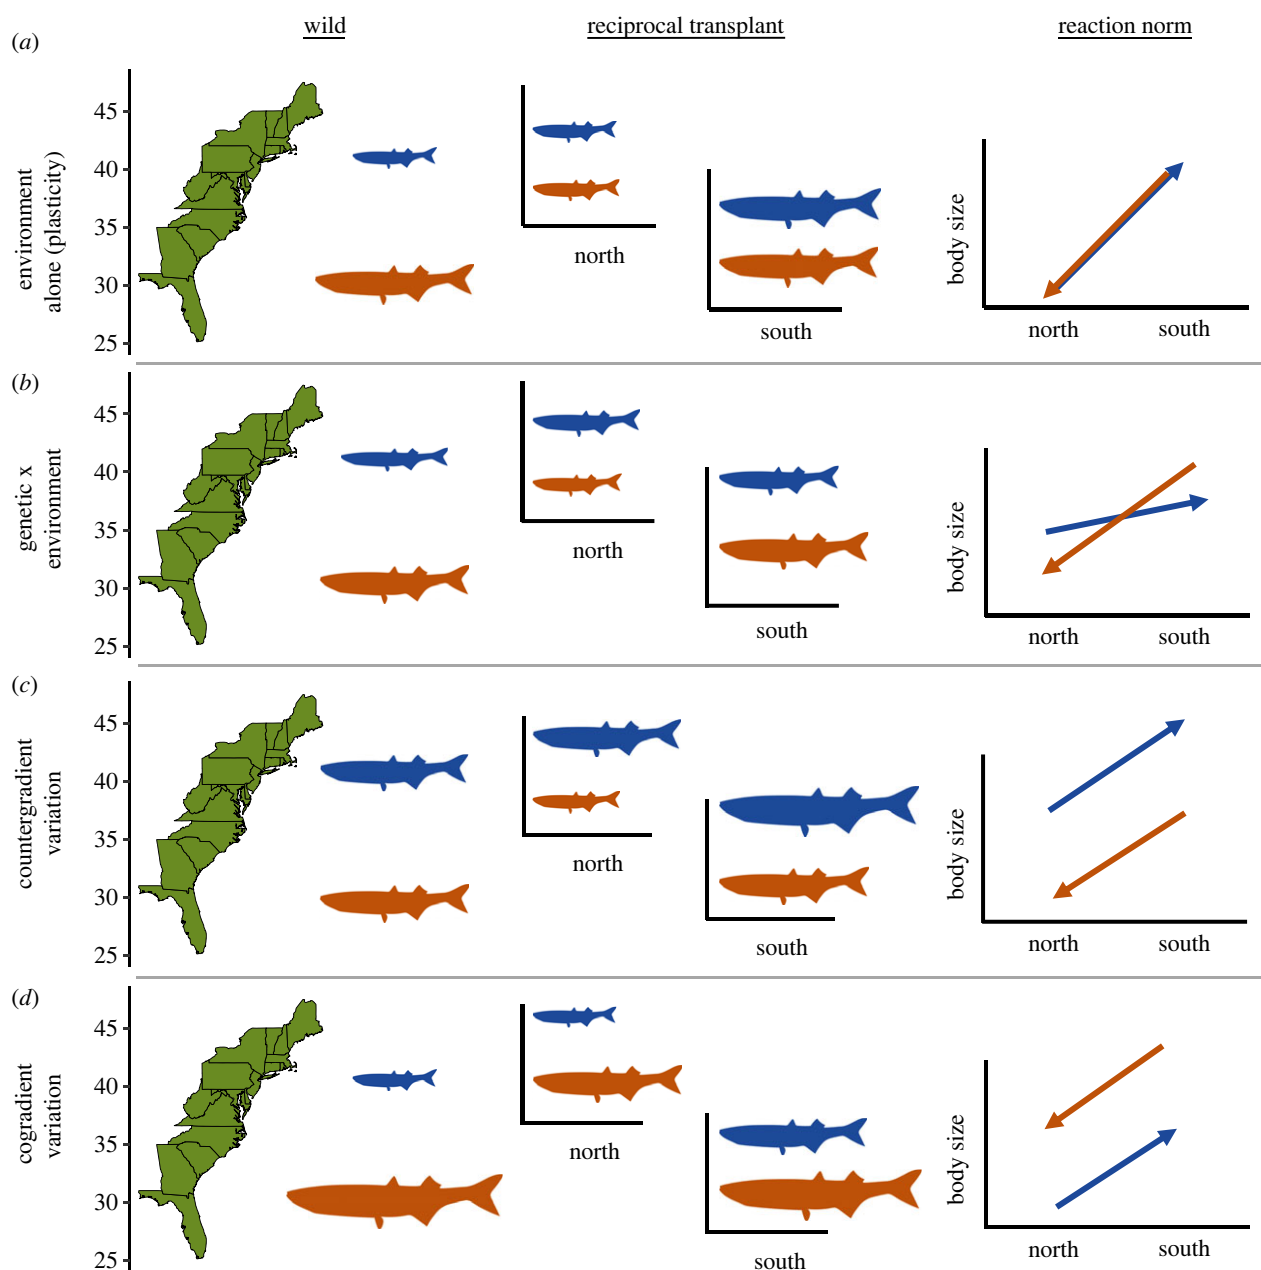 wild
reciprocal transplant
reaction norm
(a)
environment
alone (plasticity)
45
40
35
30
25
north
south
body size
north
south
(b)
genetic x
environment
45
40
35
30
25
north
south
body size
north
south
(c)
countergradient
variation
45
40
35
30
25
north
south
body size
north
south
(d)
cogradient
variation
45
40
35
30
25
north
south
body size
north
south